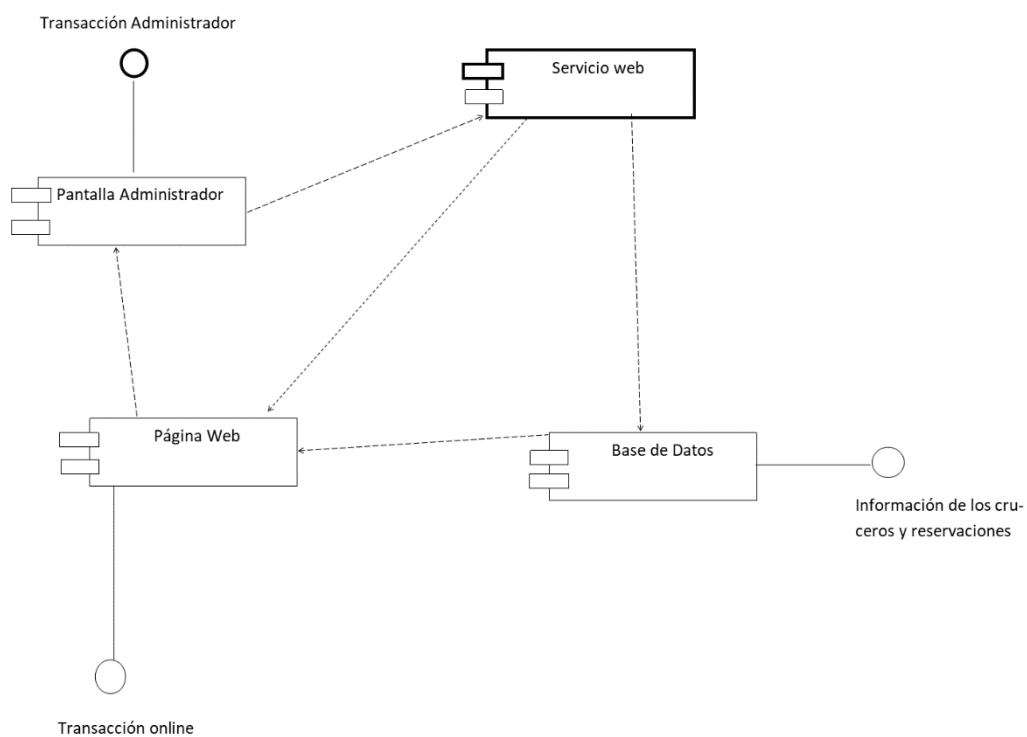 Transacción Administrador
Servicio web
Pantalla Administrador
Página Web
Base de Datos
Información de los cru-
ceros y reservaciones
Transacción online